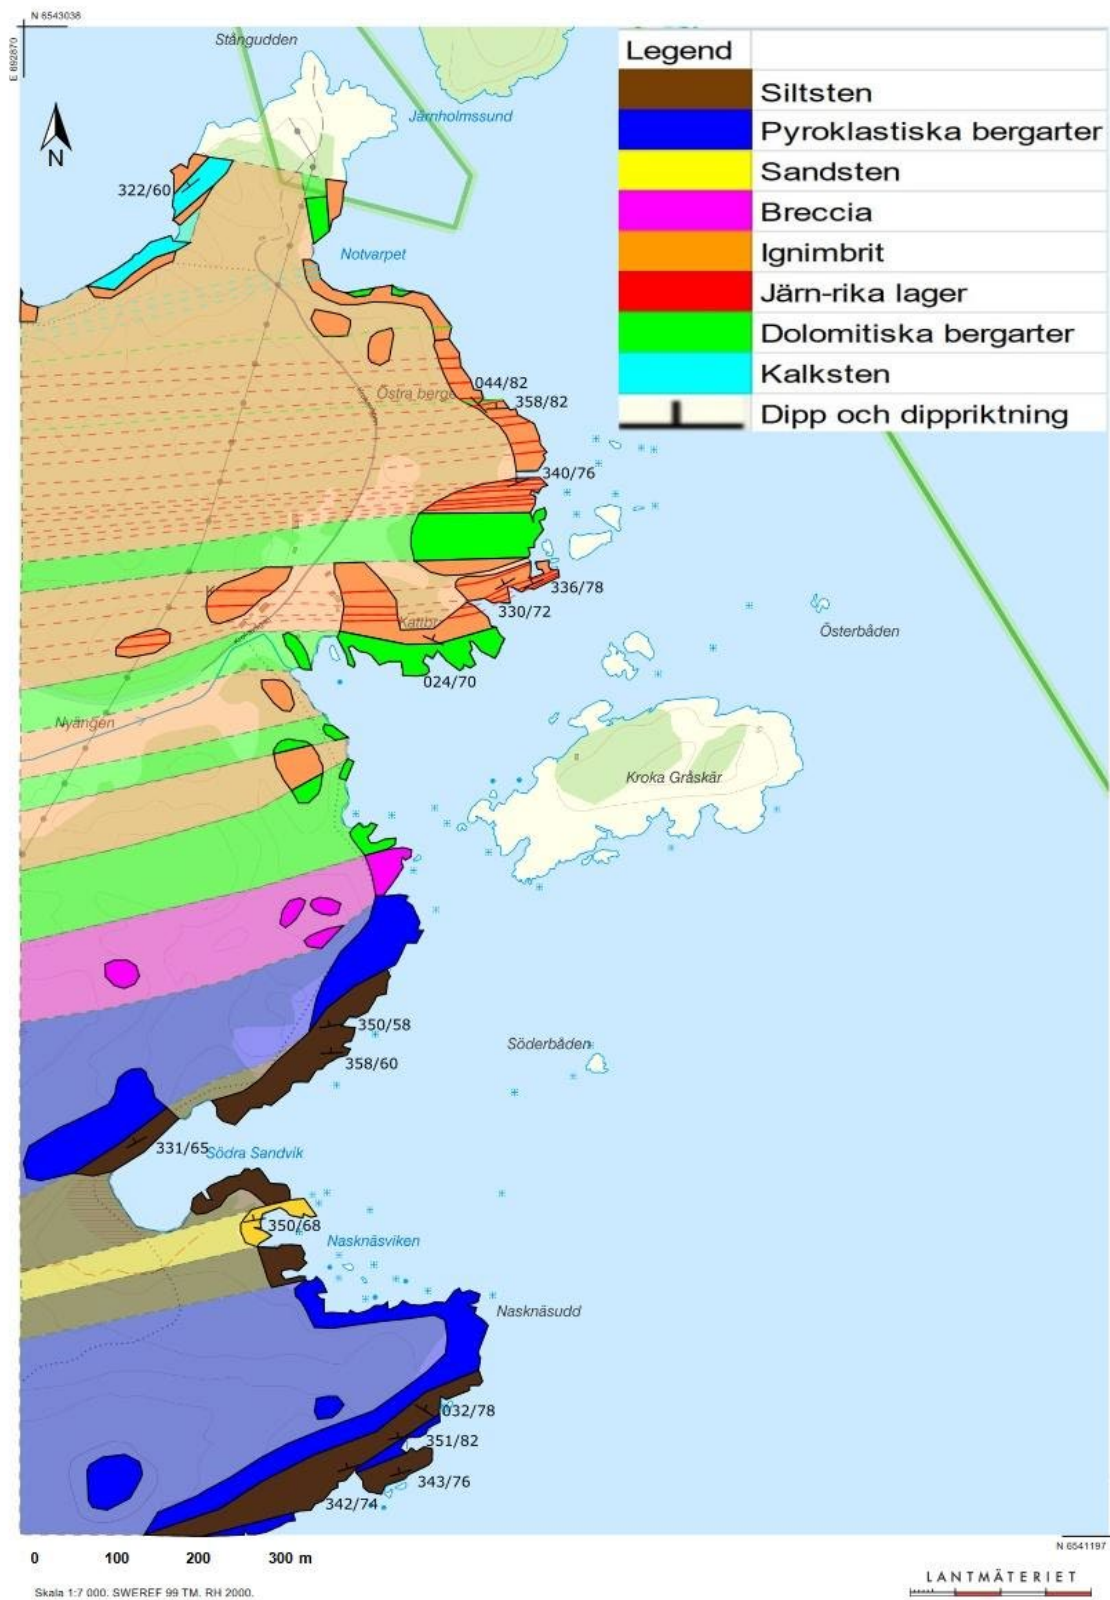 N 6543038
E 692870
Stångudden
Legend
Siltsten
Pyroklastiska bergarter
Sandsten
Breccia
Ignimbrit
Järn-rika lager
Dolomitiska bergarter
Kalksten
Dipp och dippriktning
Järnholmssund
N
322/60
Notvarpet
044/82
Östra berge
358/82
340/76
336/78
330/72
Österbåden
024/70
Nyängen
Kroka Gråskär
350/58
Söderbåden
358/60
331/65
Södra Sandvik
350/68
Nasknäsviken
Nasknäsudd
032/78
351/82
343/76
342/74
N 6541197
0 100 200 300 m
LANTMÄTERIET
Skala 1:7 000. SWEREF 99 TM. RH 2000.